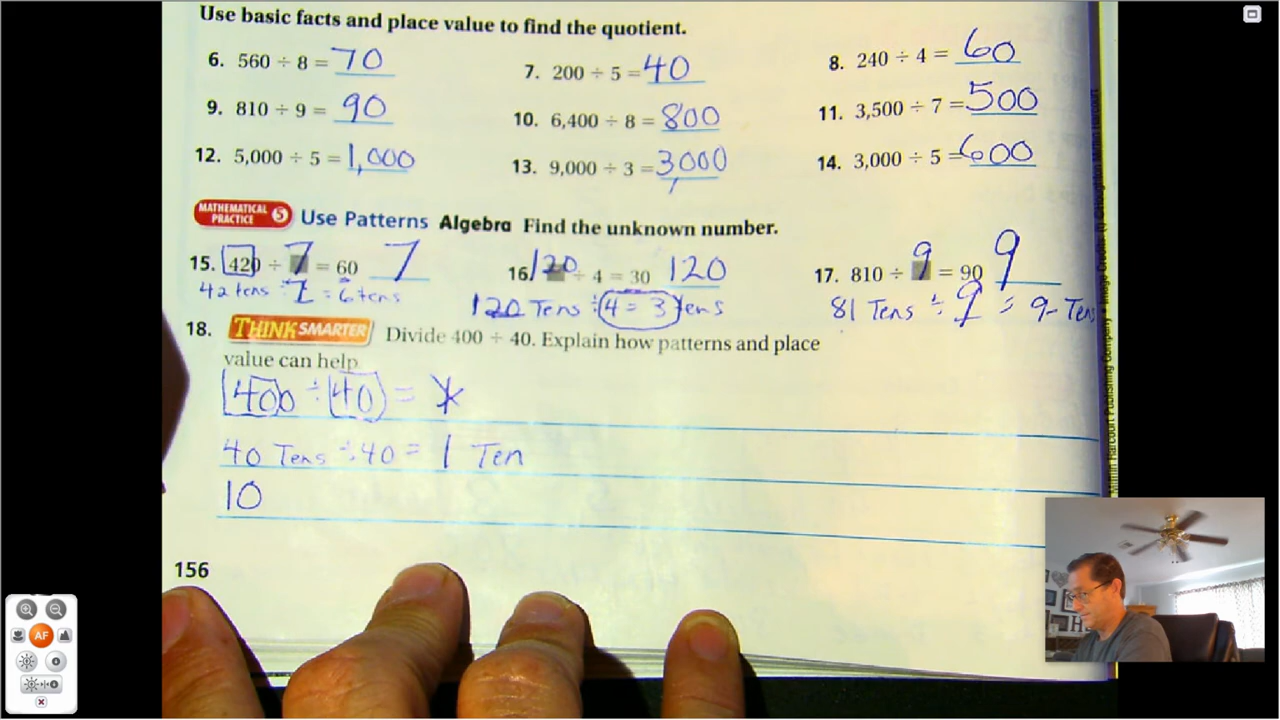 Use basic facts and place value to find the quotient.
6. 560 ÷ 8 = 70
7. 200 ÷ 5 = 40
8. 240 ÷ 4 = 60
9. 810 ÷ 9 = 90
10. 6,400 ÷ 8 = 800
11. 3,500 ÷ 7 = 500
12. 5,000 ÷ 5 = 1,000
13. 9,000 ÷ 3 = 3,000
14. 3,000 ÷ 5 = 600
MATHEMATICAL PRACTICE 5 Use Patterns Algebra Find the unknown number.
15. 420 ÷ 7 = 60 7
16. 120 ÷ 4 = 30 120
17. 810 ÷ 9 = 90 9
42 tens ÷ 7 = 6 tens
120 Tens ÷ 4 = 3 Tens
81 Tens ÷ 9 = 9 Tens
18. THINK SMARTER Divide 400 ÷ 40. Explain how patterns and place
value can help.
400 ÷ 40 =
40 Tens ÷ 40 = 1 Ten
10
156
AF